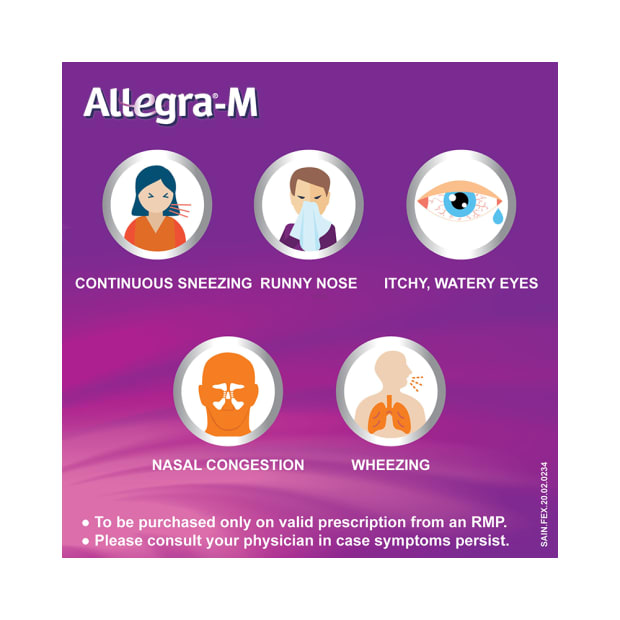 Allegra®-M
CONTINUOUS SNEEZING
RUNNY NOSE
ITCHY, WATERY EYES
NASAL CONGESTION
WHEEZING
● To be purchased only on valid prescription from an RMP.
● Please consult your physician in case symptoms persist.
SAIN.FEX.20.02.0234